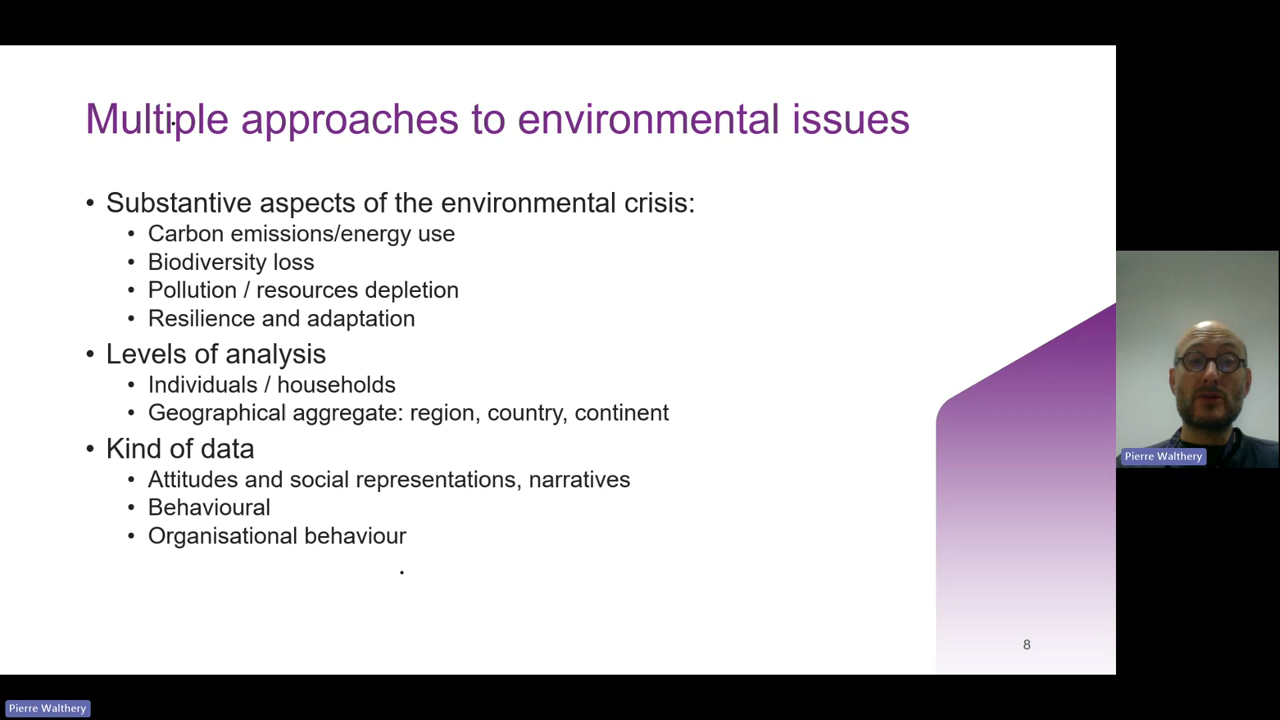 Multiple approaches to environmental issues
• Substantive aspects of the environmental crisis:
• Carbon emissions/energy use
• Biodiversity loss
• Pollution / resources depletion
• Resilience and adaptation
• Levels of analysis
• Individuals / households
• Geographical aggregate: region, country, continent
• Kind of data
• Attitudes and social representations, narratives
• Behavioural
• Organisational behaviour
8
Pierre Walthery
Pierre Walthery